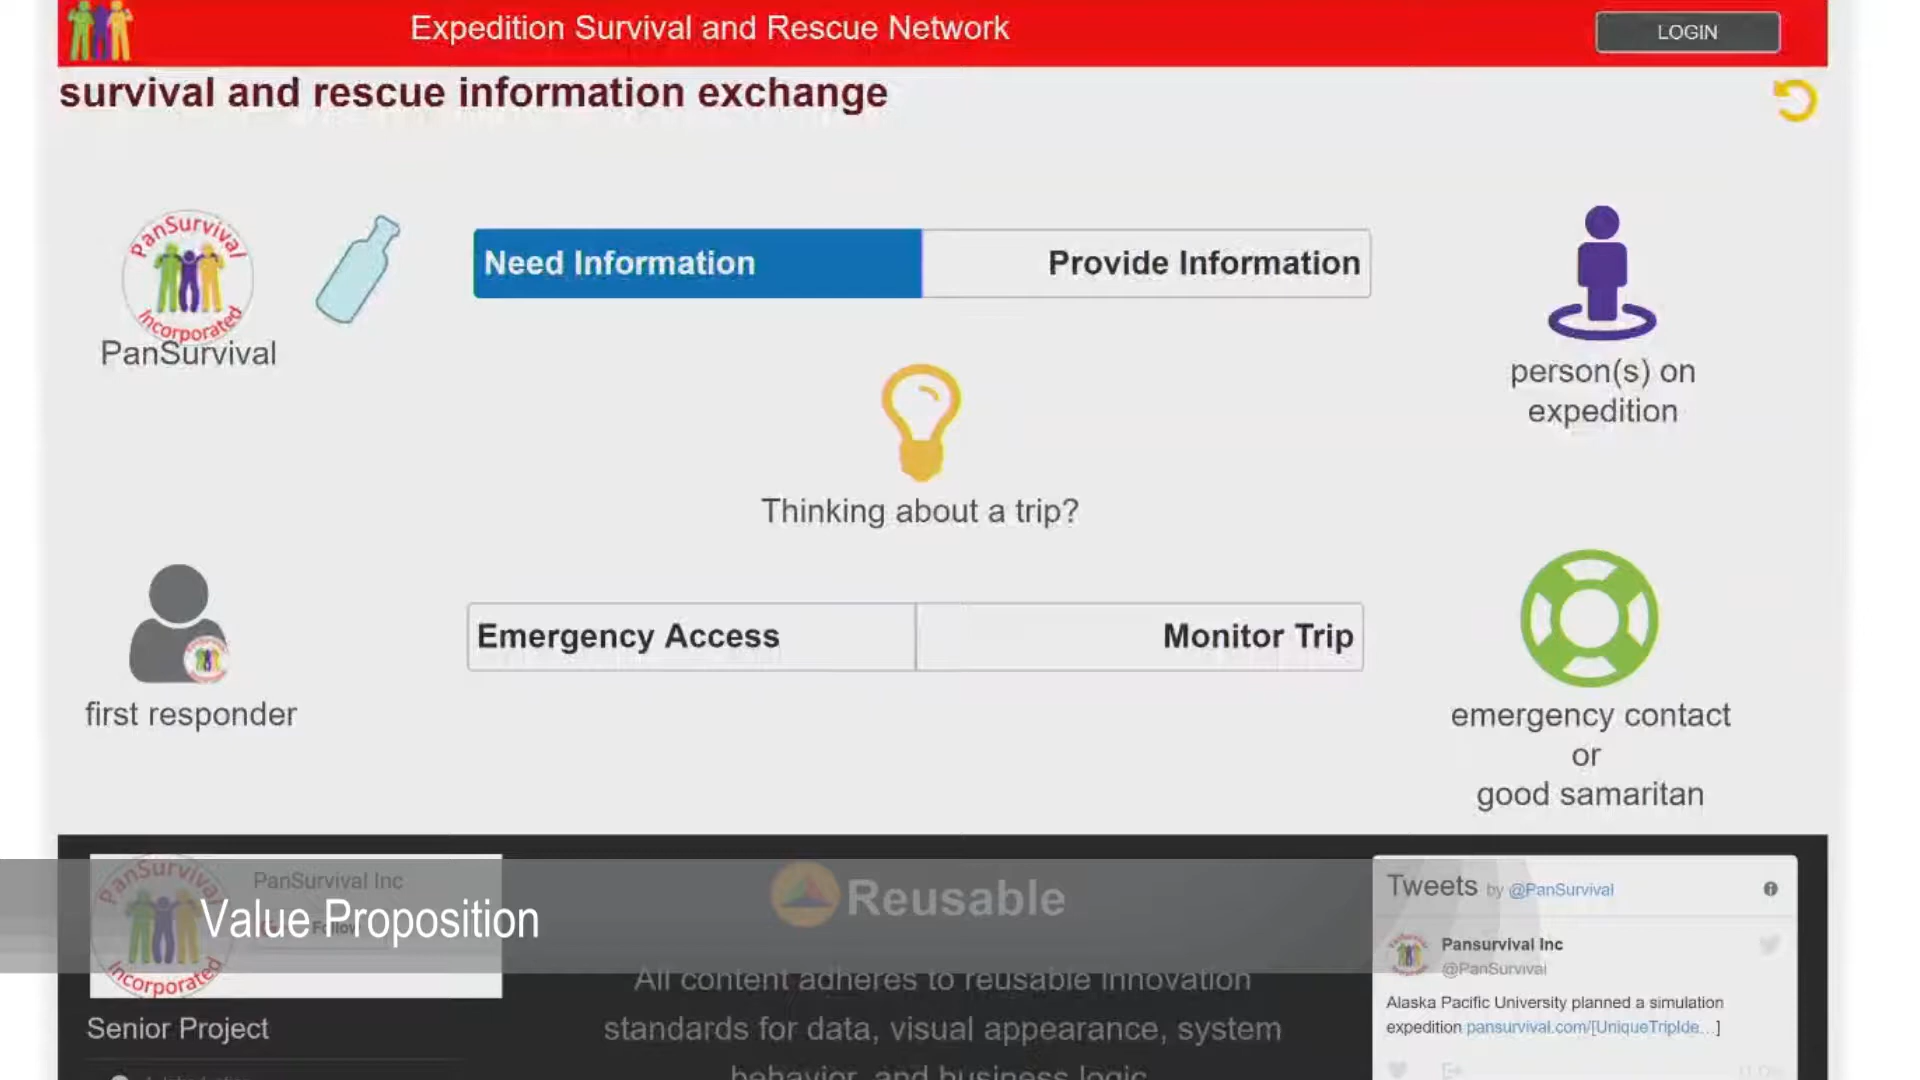 Expedition Survival and Rescue Network
LOGIN
survival and rescue information exchange
PanSurvival
Incorporated
PanSurvival
Need Information
Provide Information
person(s) on
expedition
Thinking about a trip?
first responder
Emergency Access
Monitor Trip
emergency contact
or
good samaritan
PanSurvival
Incorporated
PanSurvival Inc
Follow
Value Proposition
Senior Project
Reusable
All content adheres to reusable innovation
standards for data, visual appearance, system
behavior, and business logic
Tweets by @PanSurvival
Pansurvival Inc
@PanSurvival
Alaska Pacific University planned a simulation
expedition pansurvival.com/[UniqueTripIde…]